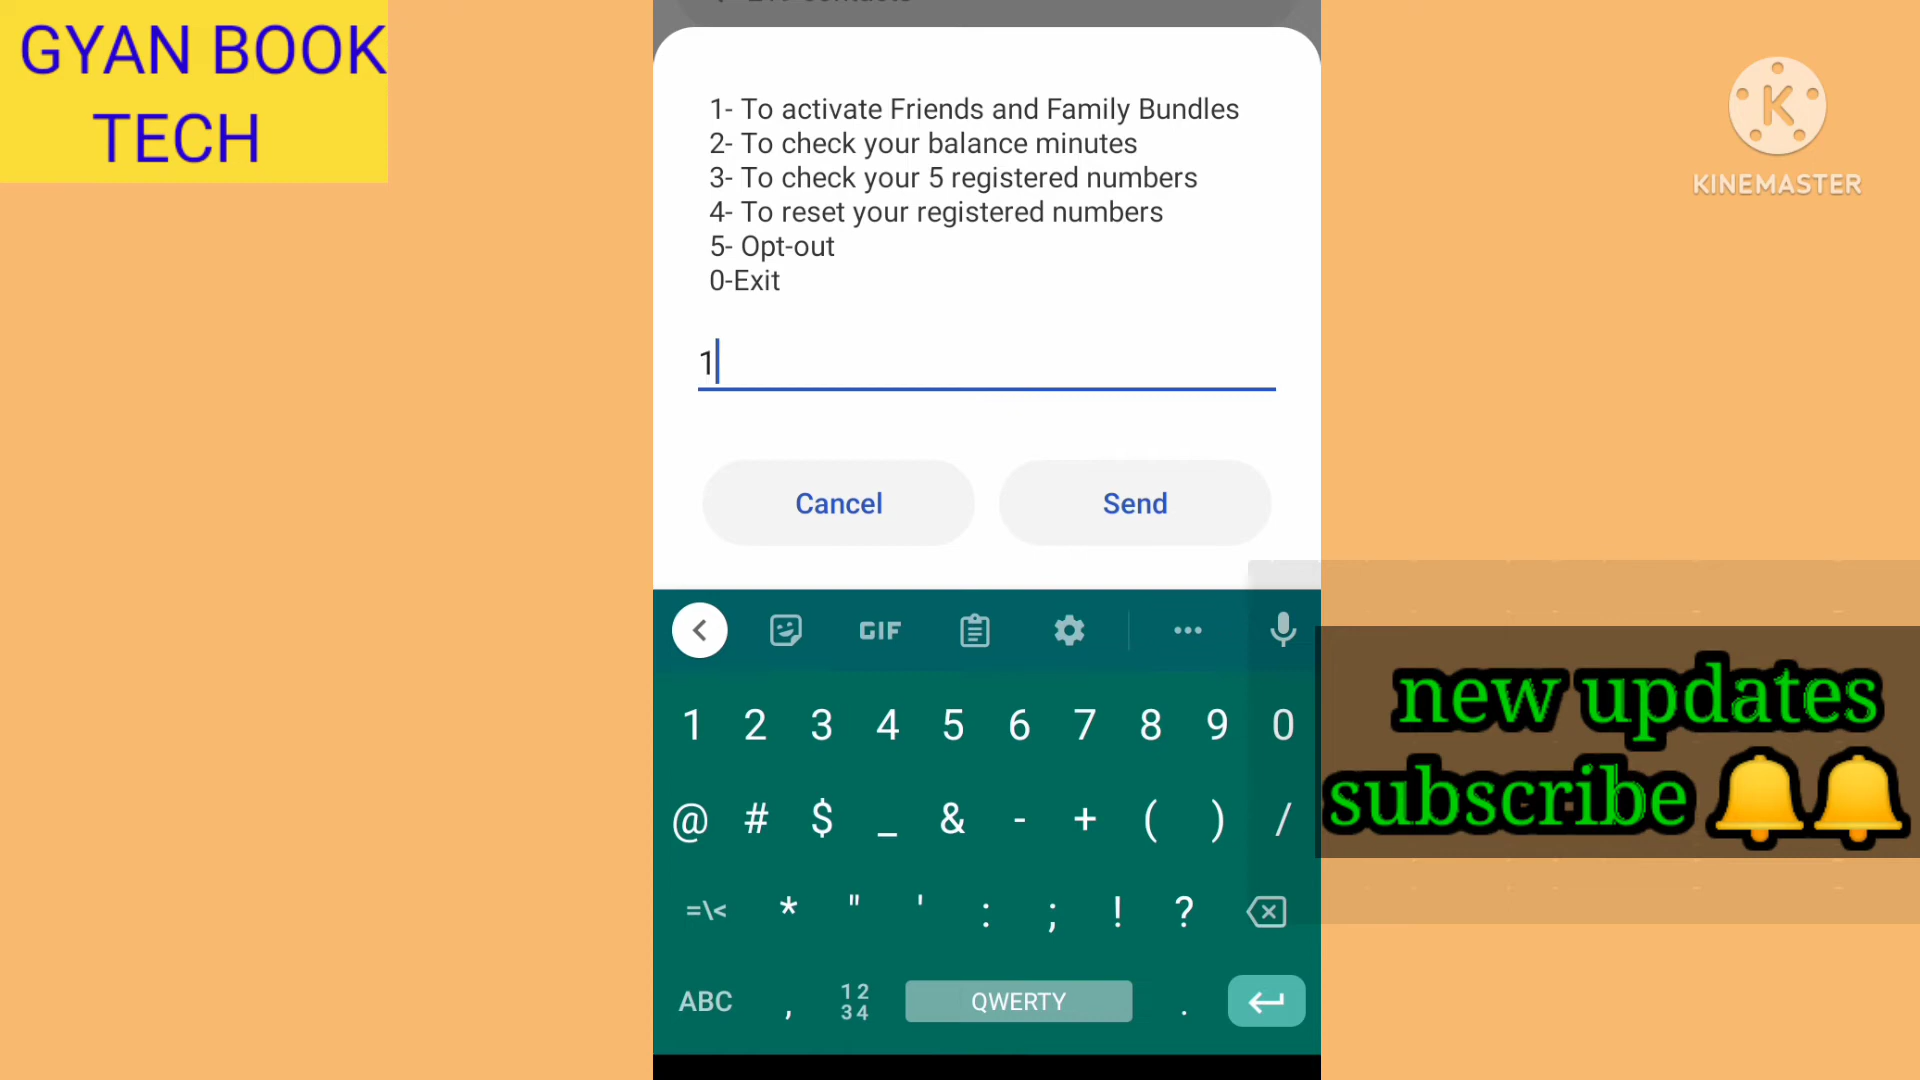 GYAN BOOK
TECH
1- To activate Friends and Family Bundles
2- To check your balance minutes
3- To check your 5 registered numbers
4- To reset your registered numbers
5- Opt-out
0-Exit
1
Cancel
Send
K
KINEMASTER
GIF
1 2 3 4 5 6 7 8 9 0
@ # $ _ & - + ( ) /
=\< * " ' : ; ! ?
ABC , 12 34 QWERTY .
new updates
subscribe 🔔🔔